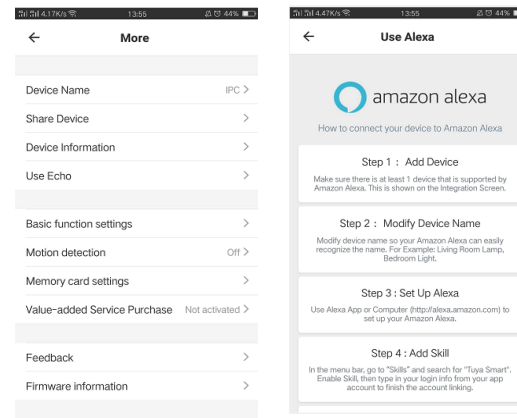 4.17K/s 13:55 44%
More
Device Name IPC >
Share Device >
Device Information >
Use Echo >
Basic function settings >
Motion detection Off >
Memory card settings >
Value-added Service Purchase Not activated >
Feedback >
Firmware information >
4.47K/s 13:55 44%
Use Alexa
amazon alexa
How to connect your device to Amazon Alexa
Step 1 : Add Device
Make sure there is at least 1 device that is supported by
Amazon Alexa. This is shown on the Integration Screen.
Step 2 : Modify Device Name
Modify device name so your Amazon Alexa can easily
recognize the name. For Example: Living Room Lamp,
Bedroom Light.
Step 3 : Set Up Alexa
Use Alexa App or Computer (http://alexa.amazon.com) to
set up your Amazon Alexa.
Step 4 : Add Skill
In the menu bar, go to "Skills" and search for "Tuya Smart".
Enable Skill, then type in your login info from your app
account to finish the account linking.